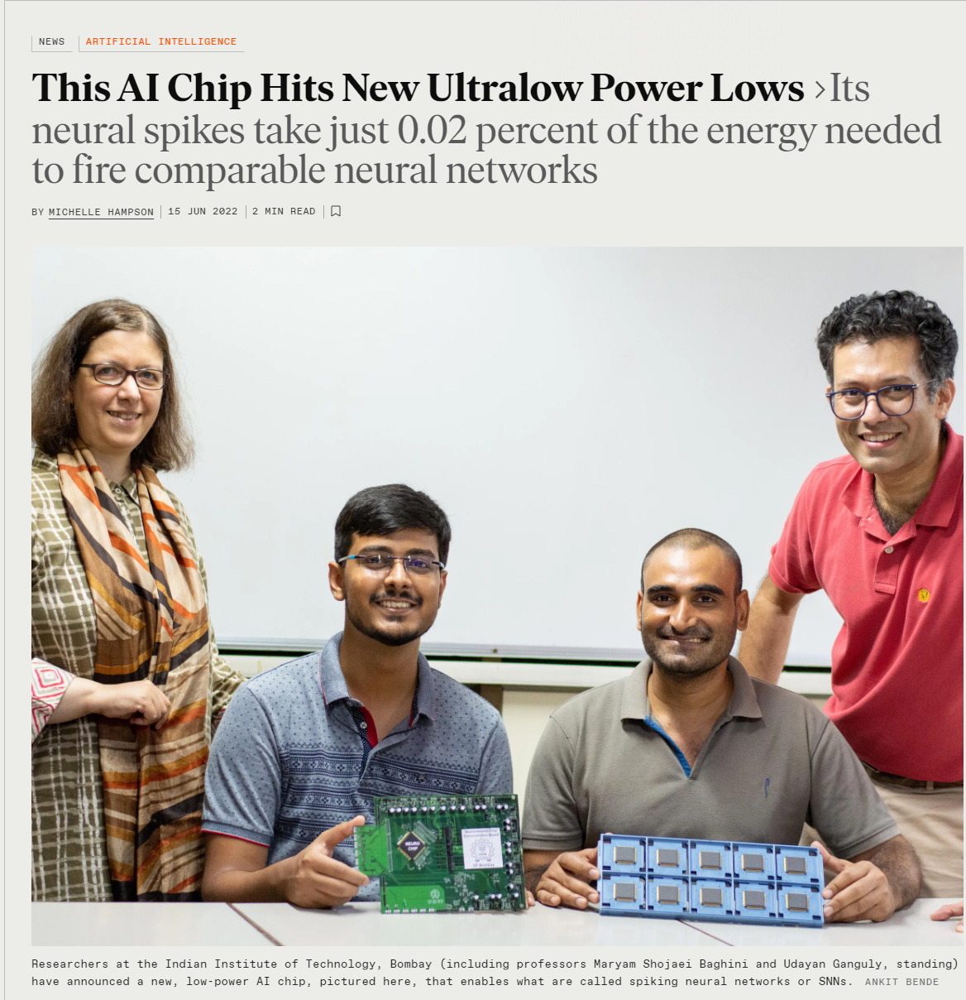 NEWS
ARTIFICIAL INTELLIGENCE
This AI Chip Hits New Ultralow Power Lows › Its
neural spikes take just 0.02 percent of the energy needed
to fire comparable neural networks
BY MICHELLE HAMPSON 15 JUN 2022 2 MIN READ
NEURO
CHIP
IIT Bombay
Researchers at the Indian Institute of Technology, Bombay (including professors Maryam Shojaei Baghini and Udayan Ganguly, standing)
have announced a new, low-power AI chip, pictured here, that enables what are called spiking neural networks or SNNs. ANKIT BENDE